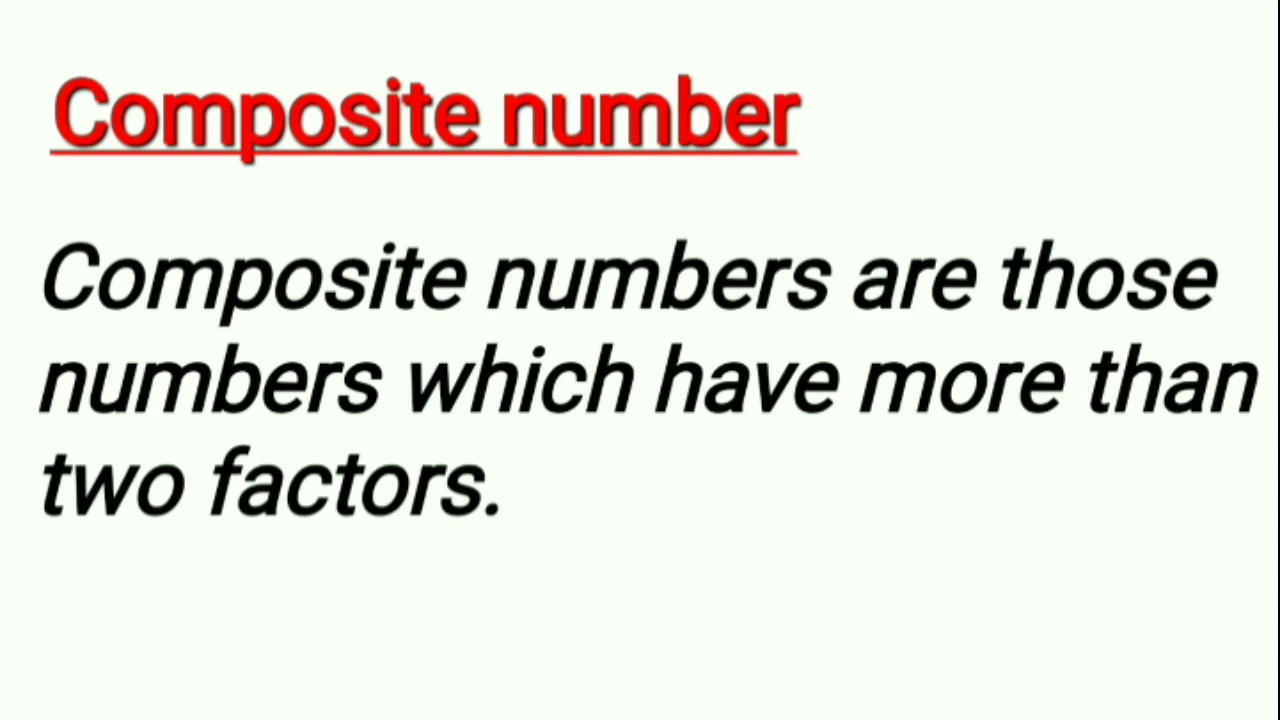 Composite number
Composite numbers are those
numbers which have more than
two factors.